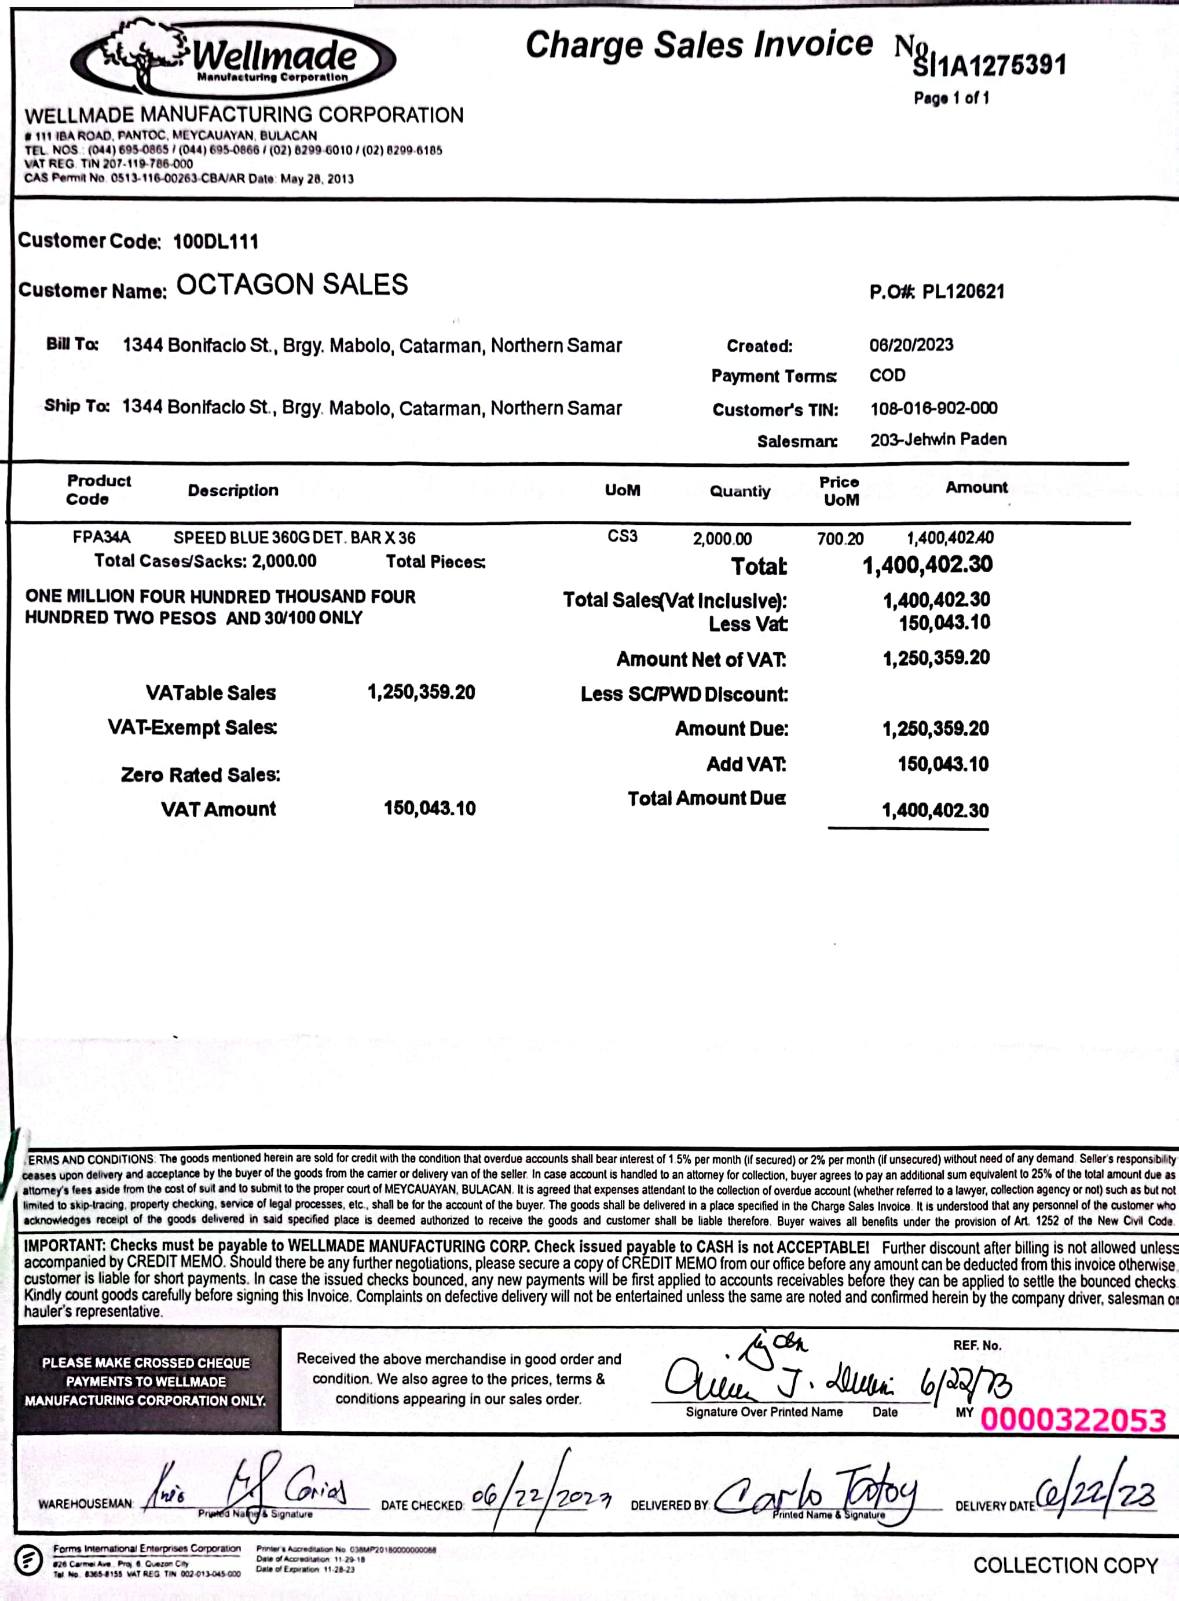 Wellmade
Manufacturing Corporation
Charge Sales Invoice No. SI1A1275391
Page 1 of 1
WELLMADE MANUFACTURING CORPORATION
# 111 IBA ROAD, PANTOC, MEYCAUAYAN, BULACAN
TEL. NOS.: (044) 695-0865 / (044) 695-0866 / (02) 8299-6010 / (02) 8299-6185
VAT REG. TIN 207-119-786-000
CAS Permit No. 0513-116-00263-CBA/AR Date: May 28, 2013
Customer Code: 100DL111
Customer Name: OCTAGON SALES
P.O#: PL120621
Bill To: 1344 Bonifacio St., Brgy. Mabolo, Catarman, Northern Samar
Created: 06/20/2023
Payment Terms: COD
Ship To: 1344 Bonifacio St., Brgy. Mabolo, Catarman, Northern Samar
Customer's TIN: 108-016-902-000
Salesman: 203-Jehwin Paden
Product Code Description UoM Quantiy Price UoM Amount
FPA34A SPEED BLUE 360G DET. BAR X 36 CS3 2,000.00 700.20 1,400,402.40
Total Cases/Sacks: 2,000.00 Total Pieces: Total: 1,400,402.30
ONE MILLION FOUR HUNDRED THOUSAND FOUR
HUNDRED TWO PESOS AND 30/100 ONLY
Total Sales(Vat Inclusive): 1,400,402.30
Less Vat: 150,043.10
Amount Net of VAT: 1,250,359.20
VATable Sales 1,250,359.20 Less SC/PWD Discount:
VAT-Exempt Sales: Amount Due: 1,250,359.20
Zero Rated Sales: Add VAT: 150,043.10
VAT Amount 150,043.10 Total Amount Due 1,400,402.30
ERMS AND CONDITIONS: The goods mentioned herein are sold for credit with the condition that overdue accounts shall bear interest of 1.5% per month (if secured) or 2% per month (if unsecured) without need of any demand. Seller's responsibility
ceases upon delivery and acceptance by the buyer of the goods from the carrier or delivery van of the seller. In case account is handled to an attorney for collection, buyer agrees to pay an additional sum equivalent to 25% of the total amount due as
attorney's fees aside from the cost of suit and to submit to the proper court of MEYCAUAYAN, BULACAN. It is agreed that expenses attendant to the collection of overdue account (whether referred to a lawyer, collection agency or not) such as but not
limited to skip-tracing, property checking, service of legal processes, etc., shall be for the account of the buyer. The goods shall be delivered in a place specified in the Charge Sales Invoice. It is understood that any personnel of the customer who
acknowledges receipt of the goods delivered in said specified place is deemed authorized to receive the goods and customer shall be liable therefore. Buyer waives all benefits under the provision of Art. 1252 of the New Civil Code.
IMPORTANT: Checks must be payable to WELLMADE MANUFACTURING CORP. Check issued payable to CASH is not ACCEPTABLE! Further discount after billing is not allowed unless
accompanied by CREDIT MEMO. Should there be any further negotiations, please secure a copy of CREDIT MEMO from our office before any amount can be deducted from this invoice otherwise
customer is liable for short payments. In case the issued checks bounced, any new payments will be first applied to accounts receivables before they can be applied to settle the bounced checks.
Kindly count goods carefully before signing this Invoice. Complaints on defective delivery will not be entertained unless the same are noted and confirmed herein by the company driver, salesman or
hauler's representative.
PLEASE MAKE CROSSED CHEQUE
PAYMENTS TO WELLMADE
MANUFACTURING CORPORATION ONLY.
Received the above merchandise in good order and
condition. We also agree to the prices, terms &
conditions appearing in our sales order.
6/22/23
Signature Over Printed Name Date
REF. No.
MY 0000322053
WAREHOUSEMAN: DATE CHECKED: 06/22/2023 DELIVERED BY: Carlo Tatoy DELIVERY DATE 6/22/23
Printed Name & Signature Printed Name & Signature
Forms International Enterprises Corporation
#26 Carmel Ave., Proj. 6, Quezon City
Tel. No. 8365-8155 VAT REG. TIN 002-013-045-000
Printer's Accreditation No. 038MP20180000000088
Date of Accreditation 11-29-18
Date of Expiration 11-28-23
COLLECTION COPY